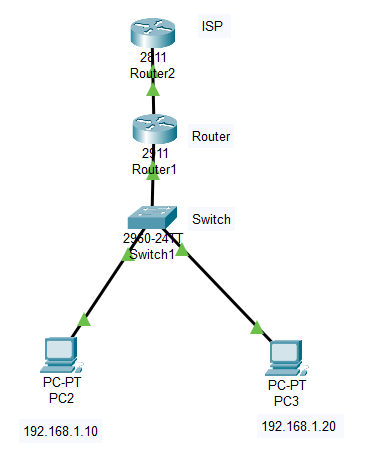 ISP
2811
Router2
Router
2911
Router1
Switch
2960-24TT
Switch1
PC-PT
PC2
PC-PT
PC3
192.168.1.10
192.168.1.20